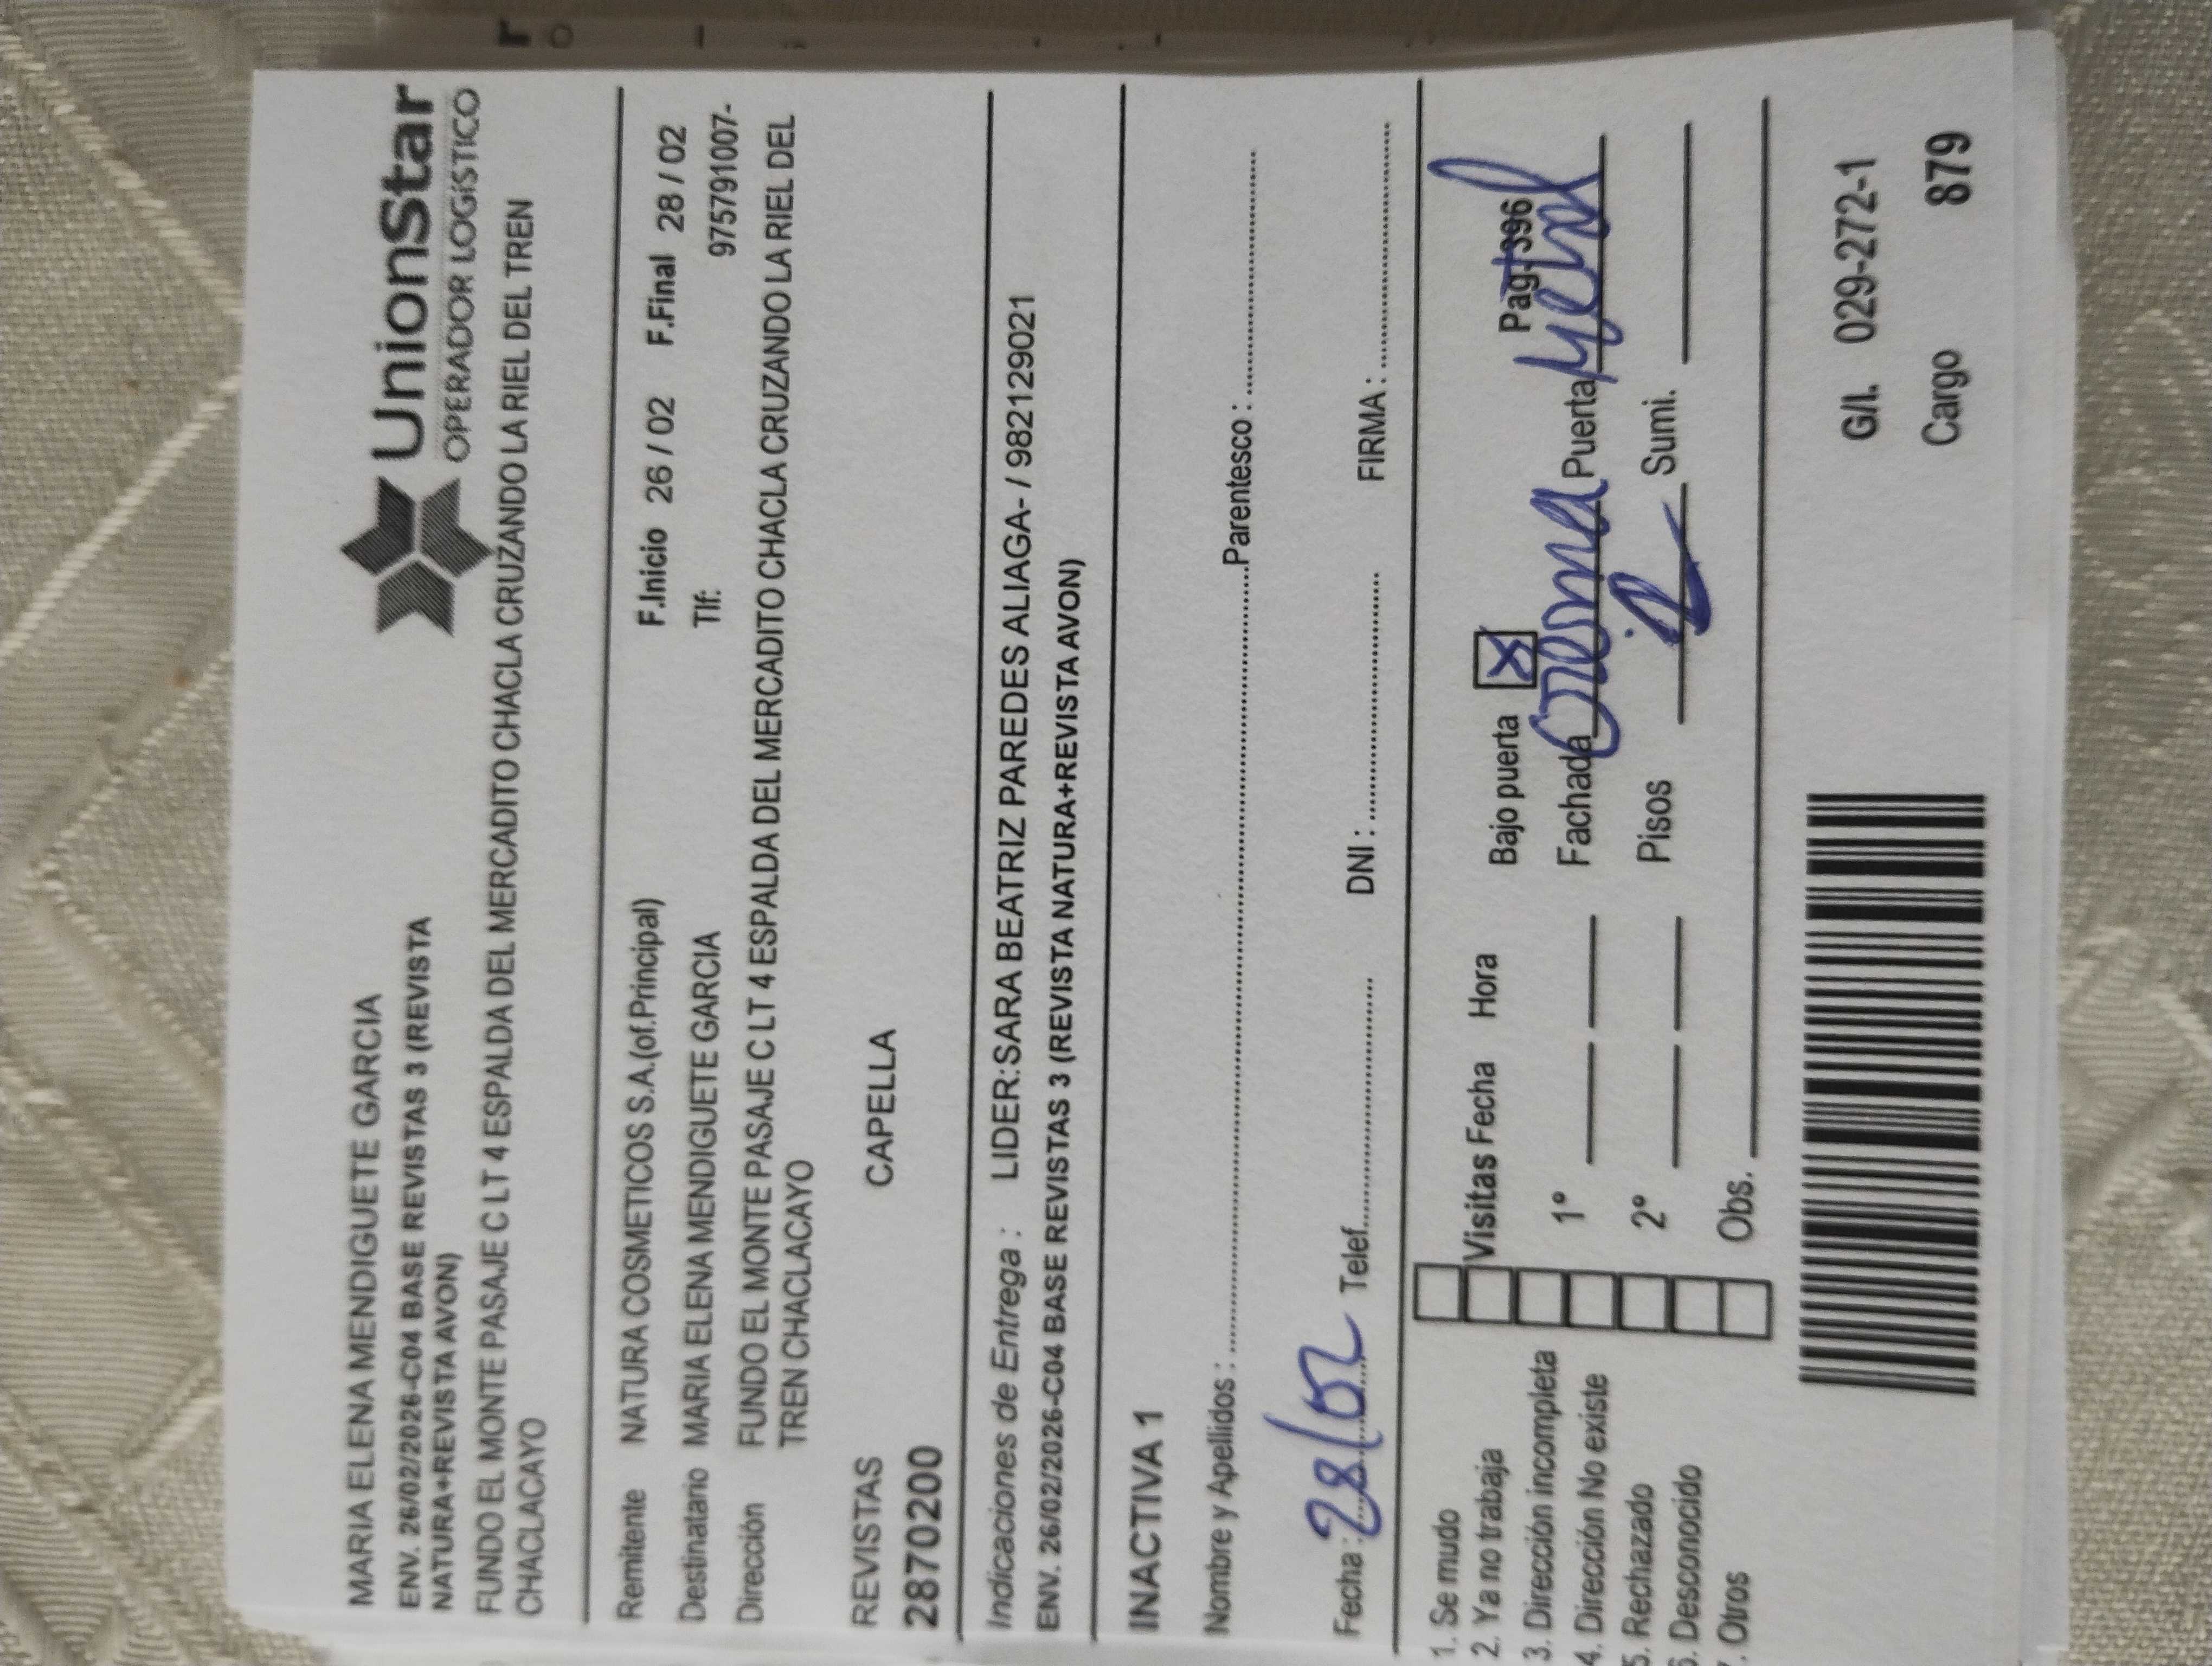 UnionStar
OPERADOR LOGÍSTICO
MARIA ELENA MENDIGUETE GARCIA
ENV. 26/02/2026-C04 BASE REVISTAS 3 (REVISTA
NATURA+REVISTA AVON)
FUNDO EL MONTE PASAJE C LT 4 ESPALDA DEL MERCADITO CHACLA CRUZANDO LA RIEL DEL TREN
CHACLACAYO
Remitente NATURA COSMETICOS S.A.(of.Principal) F.Inicio 26 / 02 F.Final 28 / 02
Destinatario MARIA ELENA MENDIGUETE GARCIA Tlf: 9757791007-
Dirección FUNDO EL MONTE PASAJE C LT 4 ESPALDA DEL MERCADITO CHACLA CRUZANDO LA RIEL DEL
TREN CHACLACAYO
REVISTAS CAPELLA
2870200
Indicaciones de Entrega : LIDER:SARA BEATRIZ PAREDES ALIAGA- / 982129021
ENV. 26/02/2026-C04 BASE REVISTAS 3 (REVISTA NATURA+REVISTA AVON)
INACTIVA 1
Nombre y Apellidos : Parentesco :
Fecha : 28/02 Telef. DNI : FIRMA :
1. Se mudo
2. Ya no trabaja
3. Dirección incompleta
4. Dirección No existe
5. Rechazado
6. Desconocido
7. Otros
Visitas Fecha Hora Bajo puerta X Pag. 396
1° Fachada Crema Puerta
2° Pisos Sumi.
Obs.
G/I. 029-272-1
Cargo 879